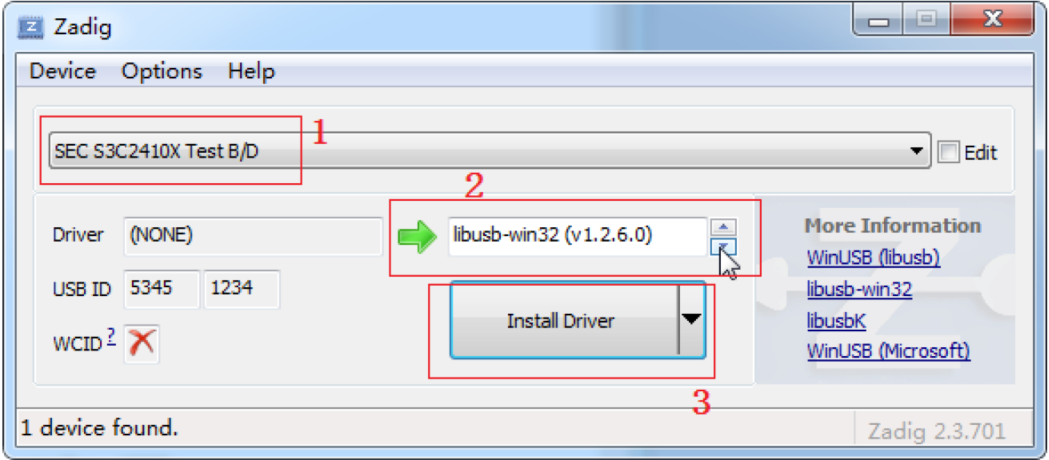 Z Zadig
Device Options Help
SEC S3C2410X Test B/D
1
Edit
2
Driver (NONE) libusb-win32 (v1.2.6.0)
USB ID 5345 1234
WCID ?
Install Driver
3
More Information
WinUSB (libusb)
libusb-win32
libusbK
WinUSB (Microsoft)
1 device found.
Zadig 2.3.701